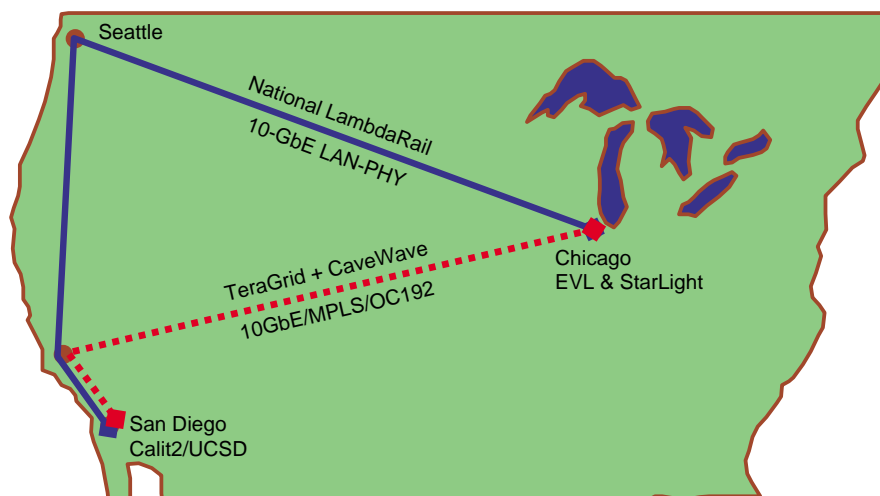 Seattle
National LambdaRail
10-GbE LAN-PHY
TeraGrid + CaveWave
10GbE/MPLS/OC192
Chicago
EVL & StarLight
San Diego
Calit2/UCSD